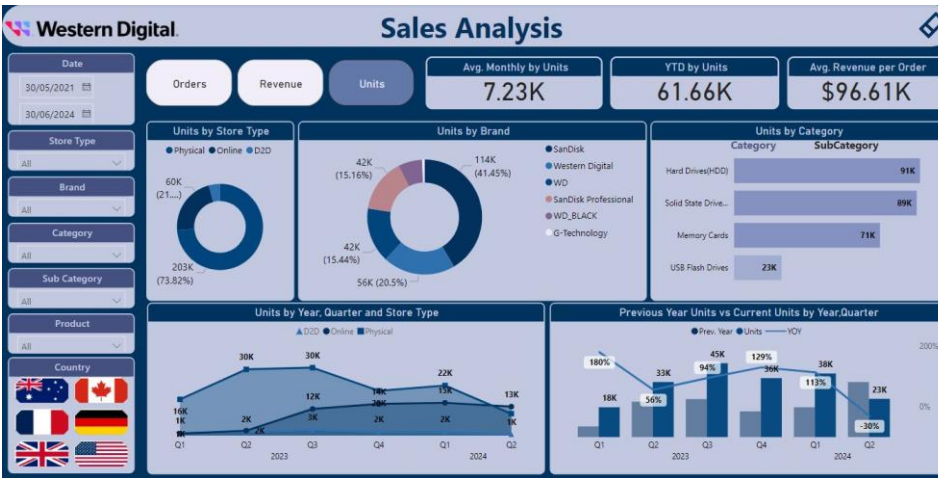 Western Digital.
Sales Analysis
Date
30/05/2021
30/06/2024
Store Type
All
Brand
All
Category
All
Sub Category
All
Product
All
Country
Orders
Revenue
Units
Avg. Monthly by Units
7.23K
YTD by Units
61.66K
Avg. Revenue per Order
$96.61K
Units by Store Type
Physical Online D2D
60K
(21....)
203K
(73.82%)
Units by Brand
42K
(15.16%)
114K
(41.45%)
42K
(15.44%)
56K (20.5%)
SanDisk
Western Digital
WD
SanDisk Professional
WD_BLACK
G-Technology
Units by Category
Category SubCategory
Hard Drives(HDD) 91K
Solid State Drive... 89K
Memory Cards 71K
USB Flash Drives 23K
Units by Year, Quarter and Store Type
D2D Online Physical
16K
1K
30K
2K
2K
30K
12K
3K
14K
2K
22K
15K
2K
13K
1K
Q1 Q2 Q3 Q4 Q1 Q2
2023 2024
Previous Year Units vs Current Units by Year,Quarter
Prev. Year Units YOY
200%
0%
180%
18K
33K
56%
45K
94%
129%
36K
38K
113%
23K
-30%
Q1 Q2 Q3 Q4 Q1 Q2
2023 2024